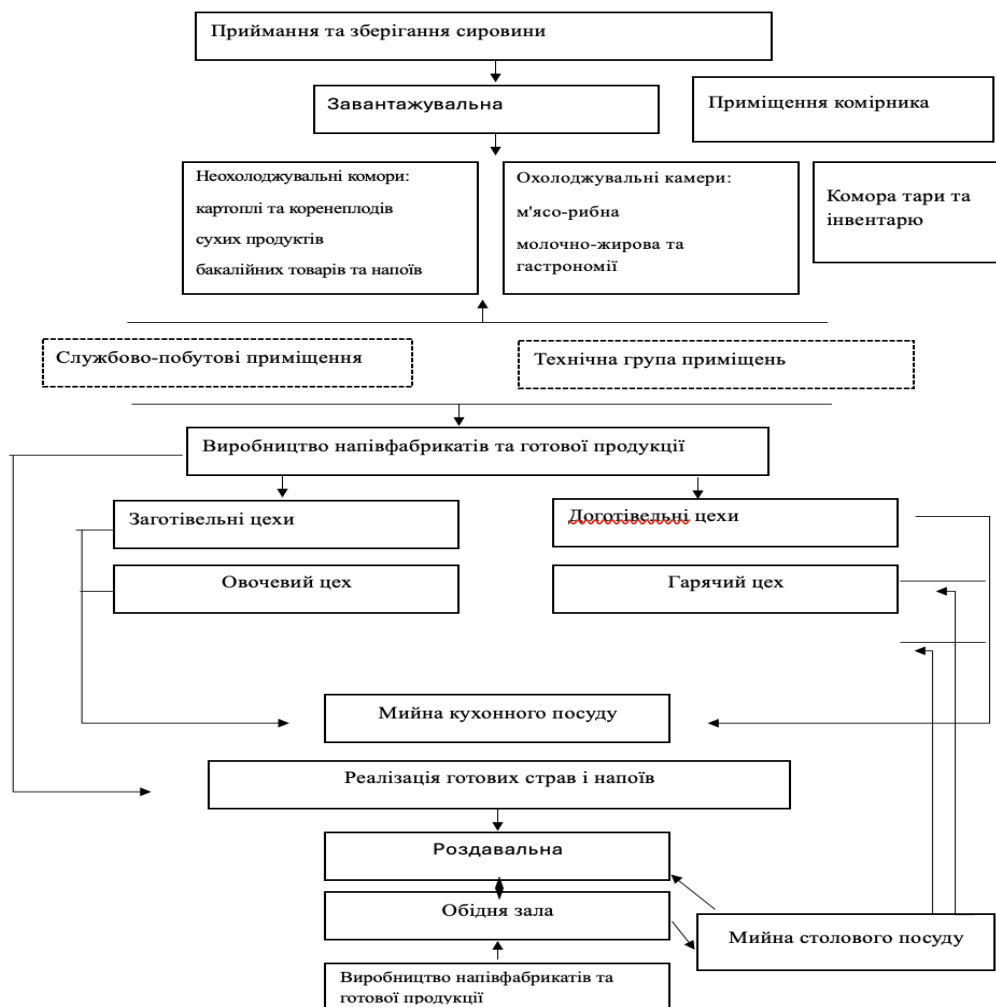 Приймання та зберігання сировини
Завантажувальна
Приміщення комірника
Неохолоджувальні комори:
картоплі та коренеплодів
сухих продуктів
бакалійних товарів та напоїв
Охолоджувальні камери:
м'ясо-рибна
молочно-жирова та
гастрономії
Комора тари та
інвентарю
Службово-побутові приміщення
Технічна група приміщень
Виробництво напівфабрикатів та готової продукції
Заготівельні цехи
Доготівельні цехи
Овочевий цех
Гарячий цех
Мийна кухонного посуду
Реалізація готових страв і напоїв
Роздавальна
Обідня зала
Мийна столового посуду
Виробництво напівфабрикатів та
готової продукції